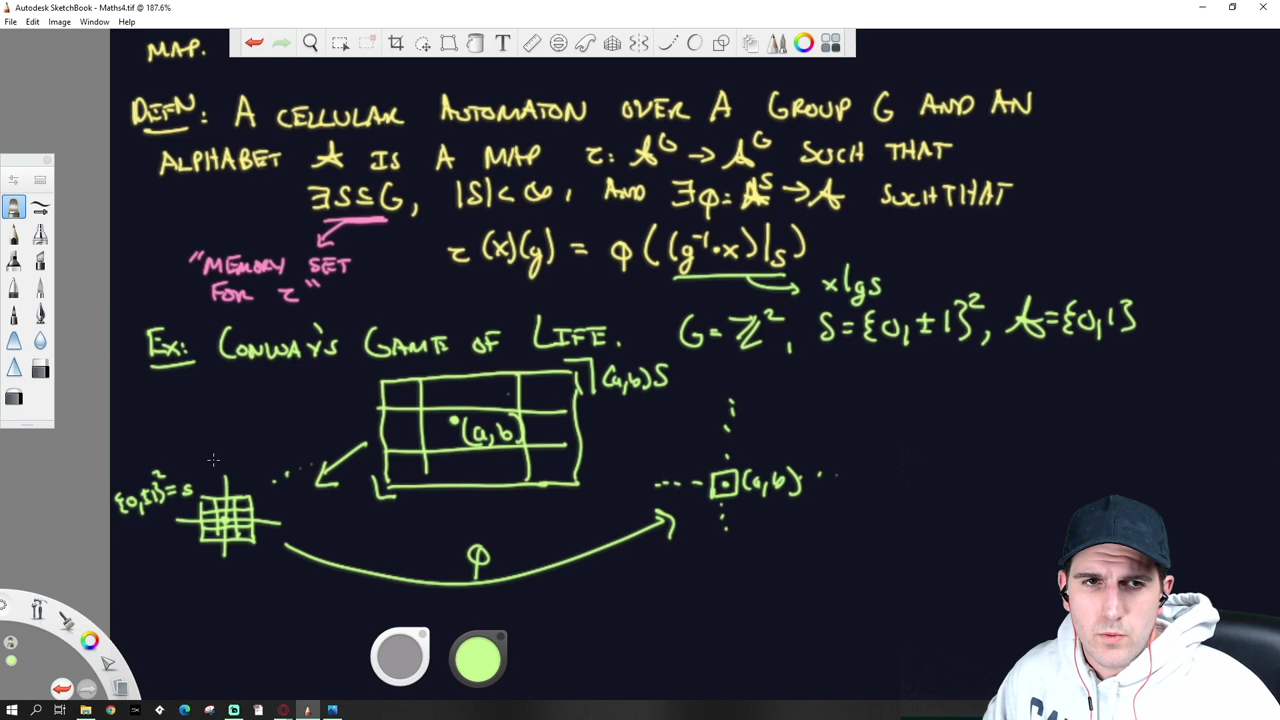 Autodesk SketchBook - Maths4.tif @ 187.6%
File Edit Image Window Help
MAP.
DEFN: A CELLULAR AUTOMATON OVER A GROUP G AND AN
ALPHABET A IS A MAP τ: A^G → A^G SUCH THAT
∃S⊆G, |S|<∞, AND ∃φ: A^S → A SUCH THAT
τ(x)(g) = φ((g⁻¹·x)|_S)
"MEMORY SET
FOR τ"
x|gS
EX: CONWAY'S GAME OF LIFE. G=ℤ², S={0,±1}², A={0,1}
(a,b)S
(a,b)
{0,±1}²=S
(a,b)
φ